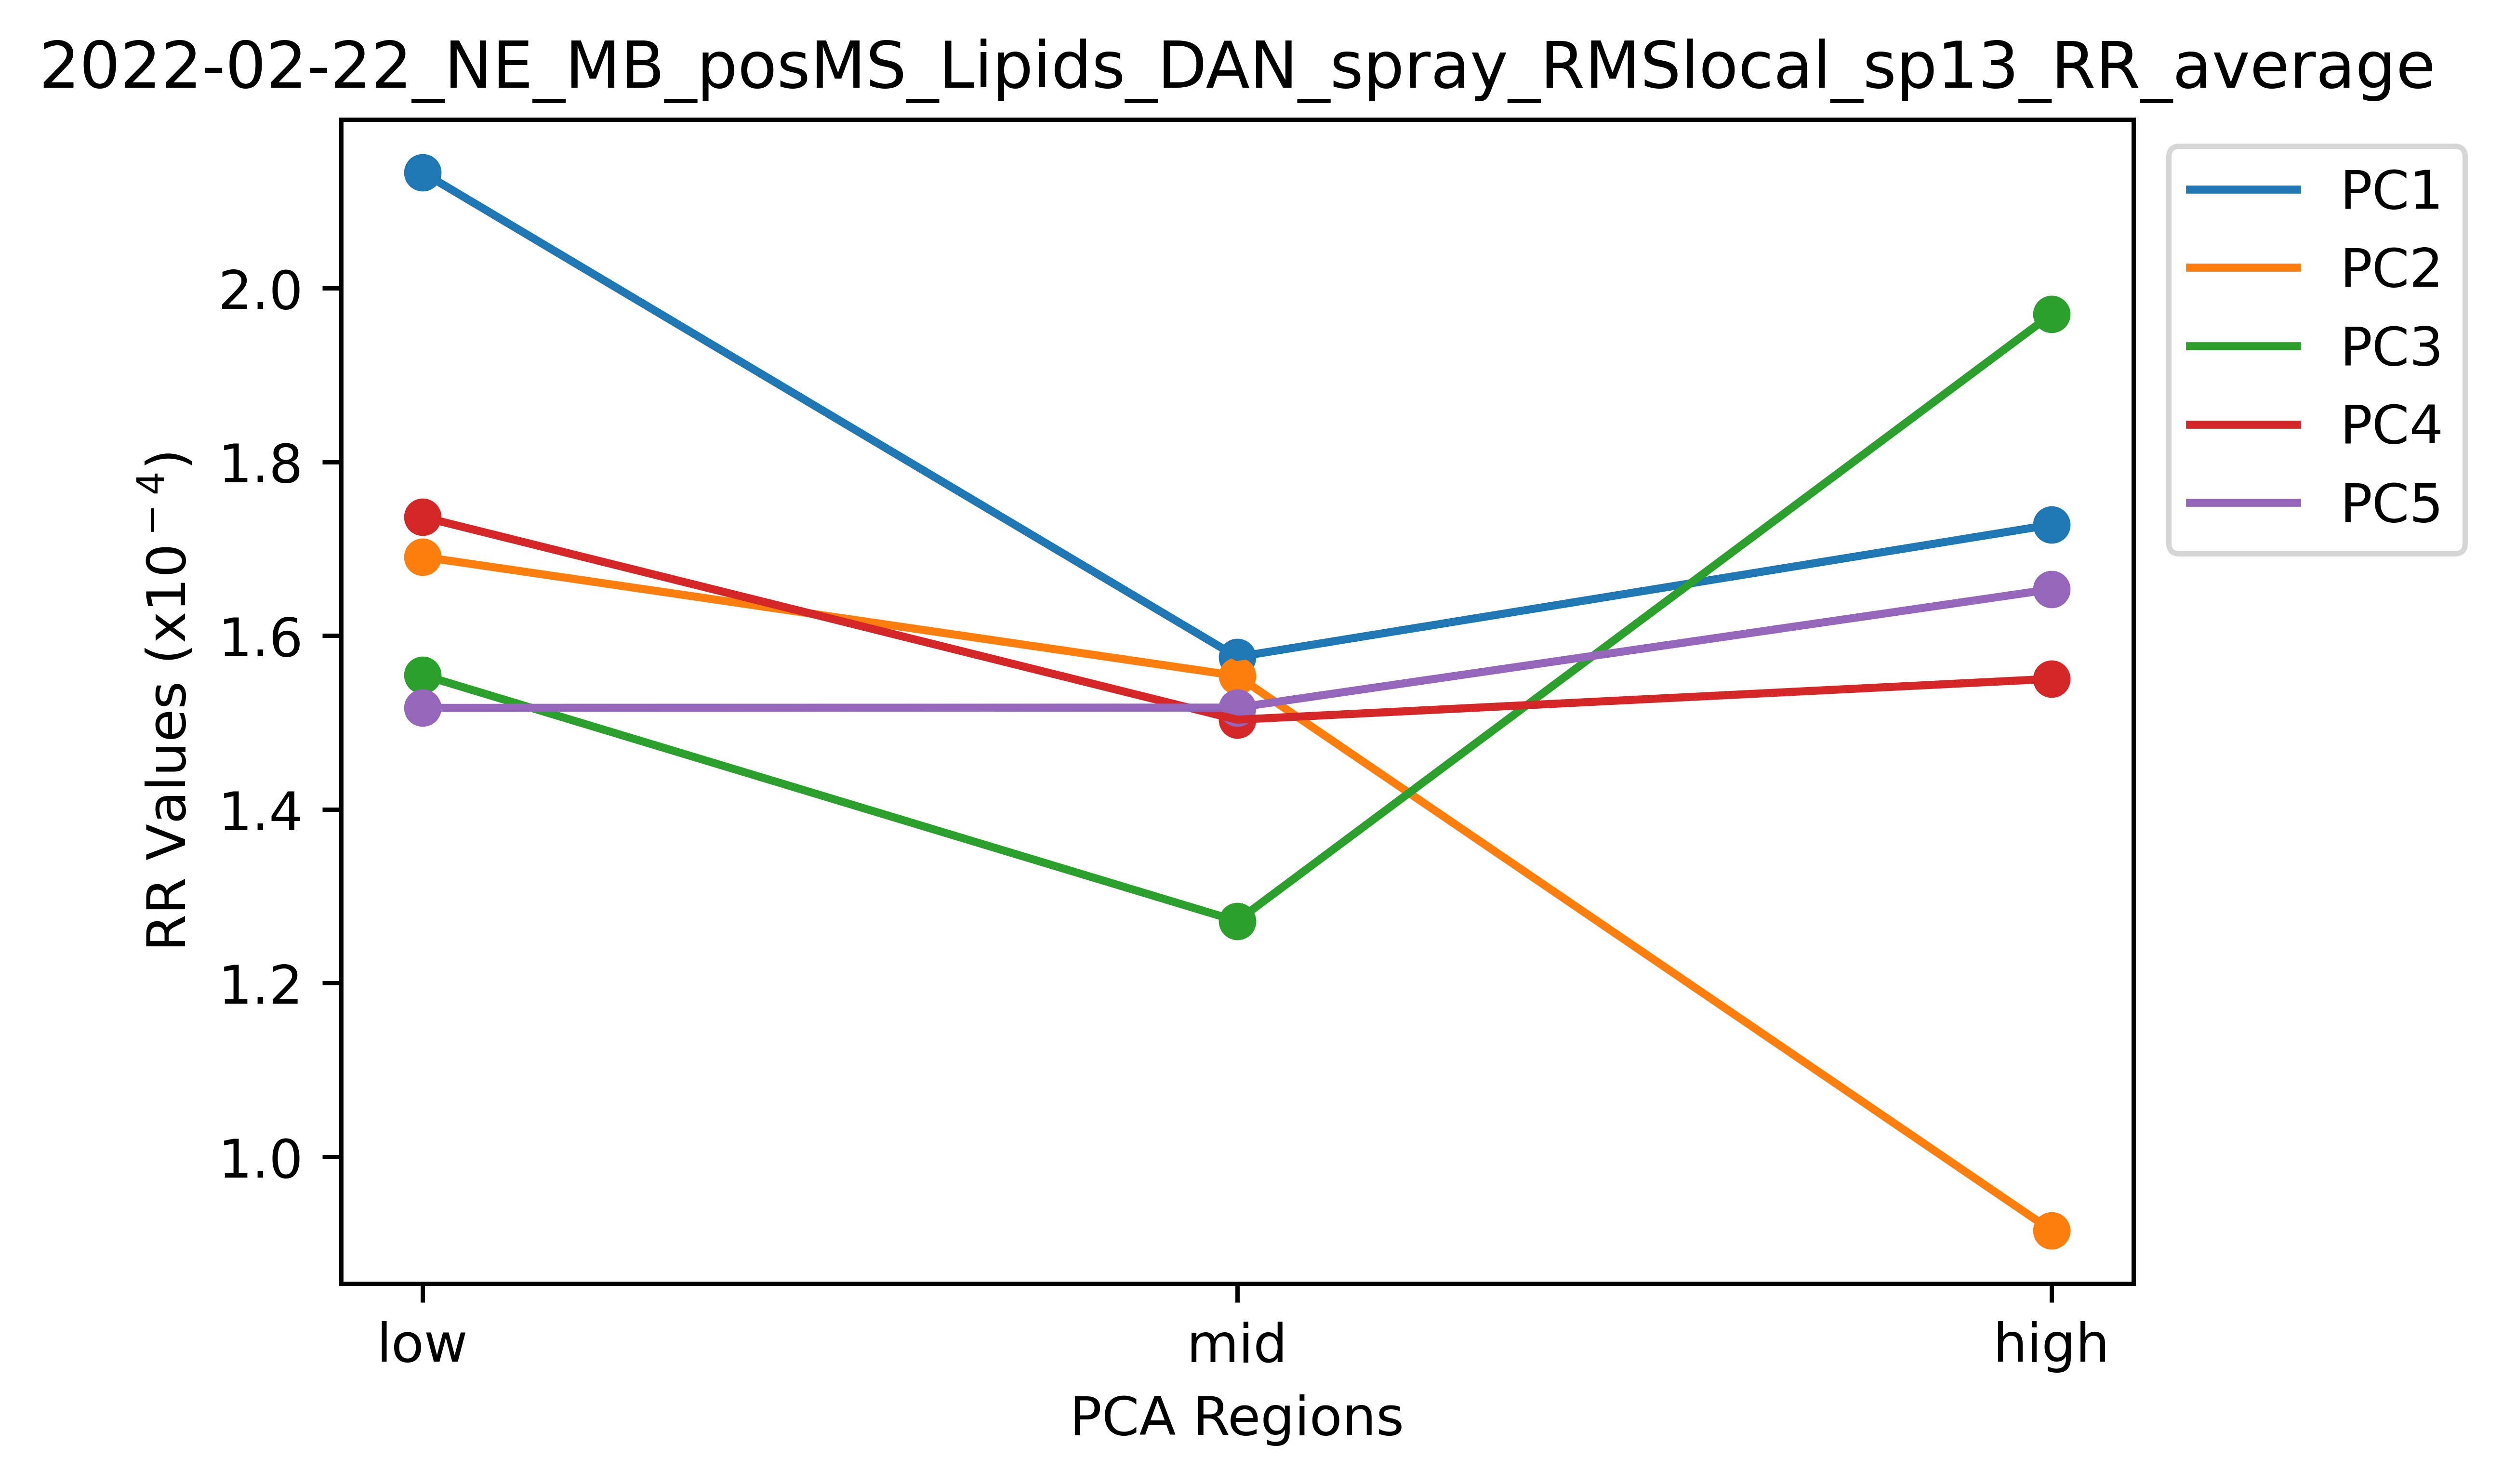 2022-02-22_NE_MB_posMS_Lipids_DAN_spray_RMSlocal_sp13_RR_average
PC1
PC2
PC3
PC4
PC5
RR Values (x10⁻⁴)
2.0
1.8
1.6
1.4
1.2
1.0
low mid high
PCA Regions